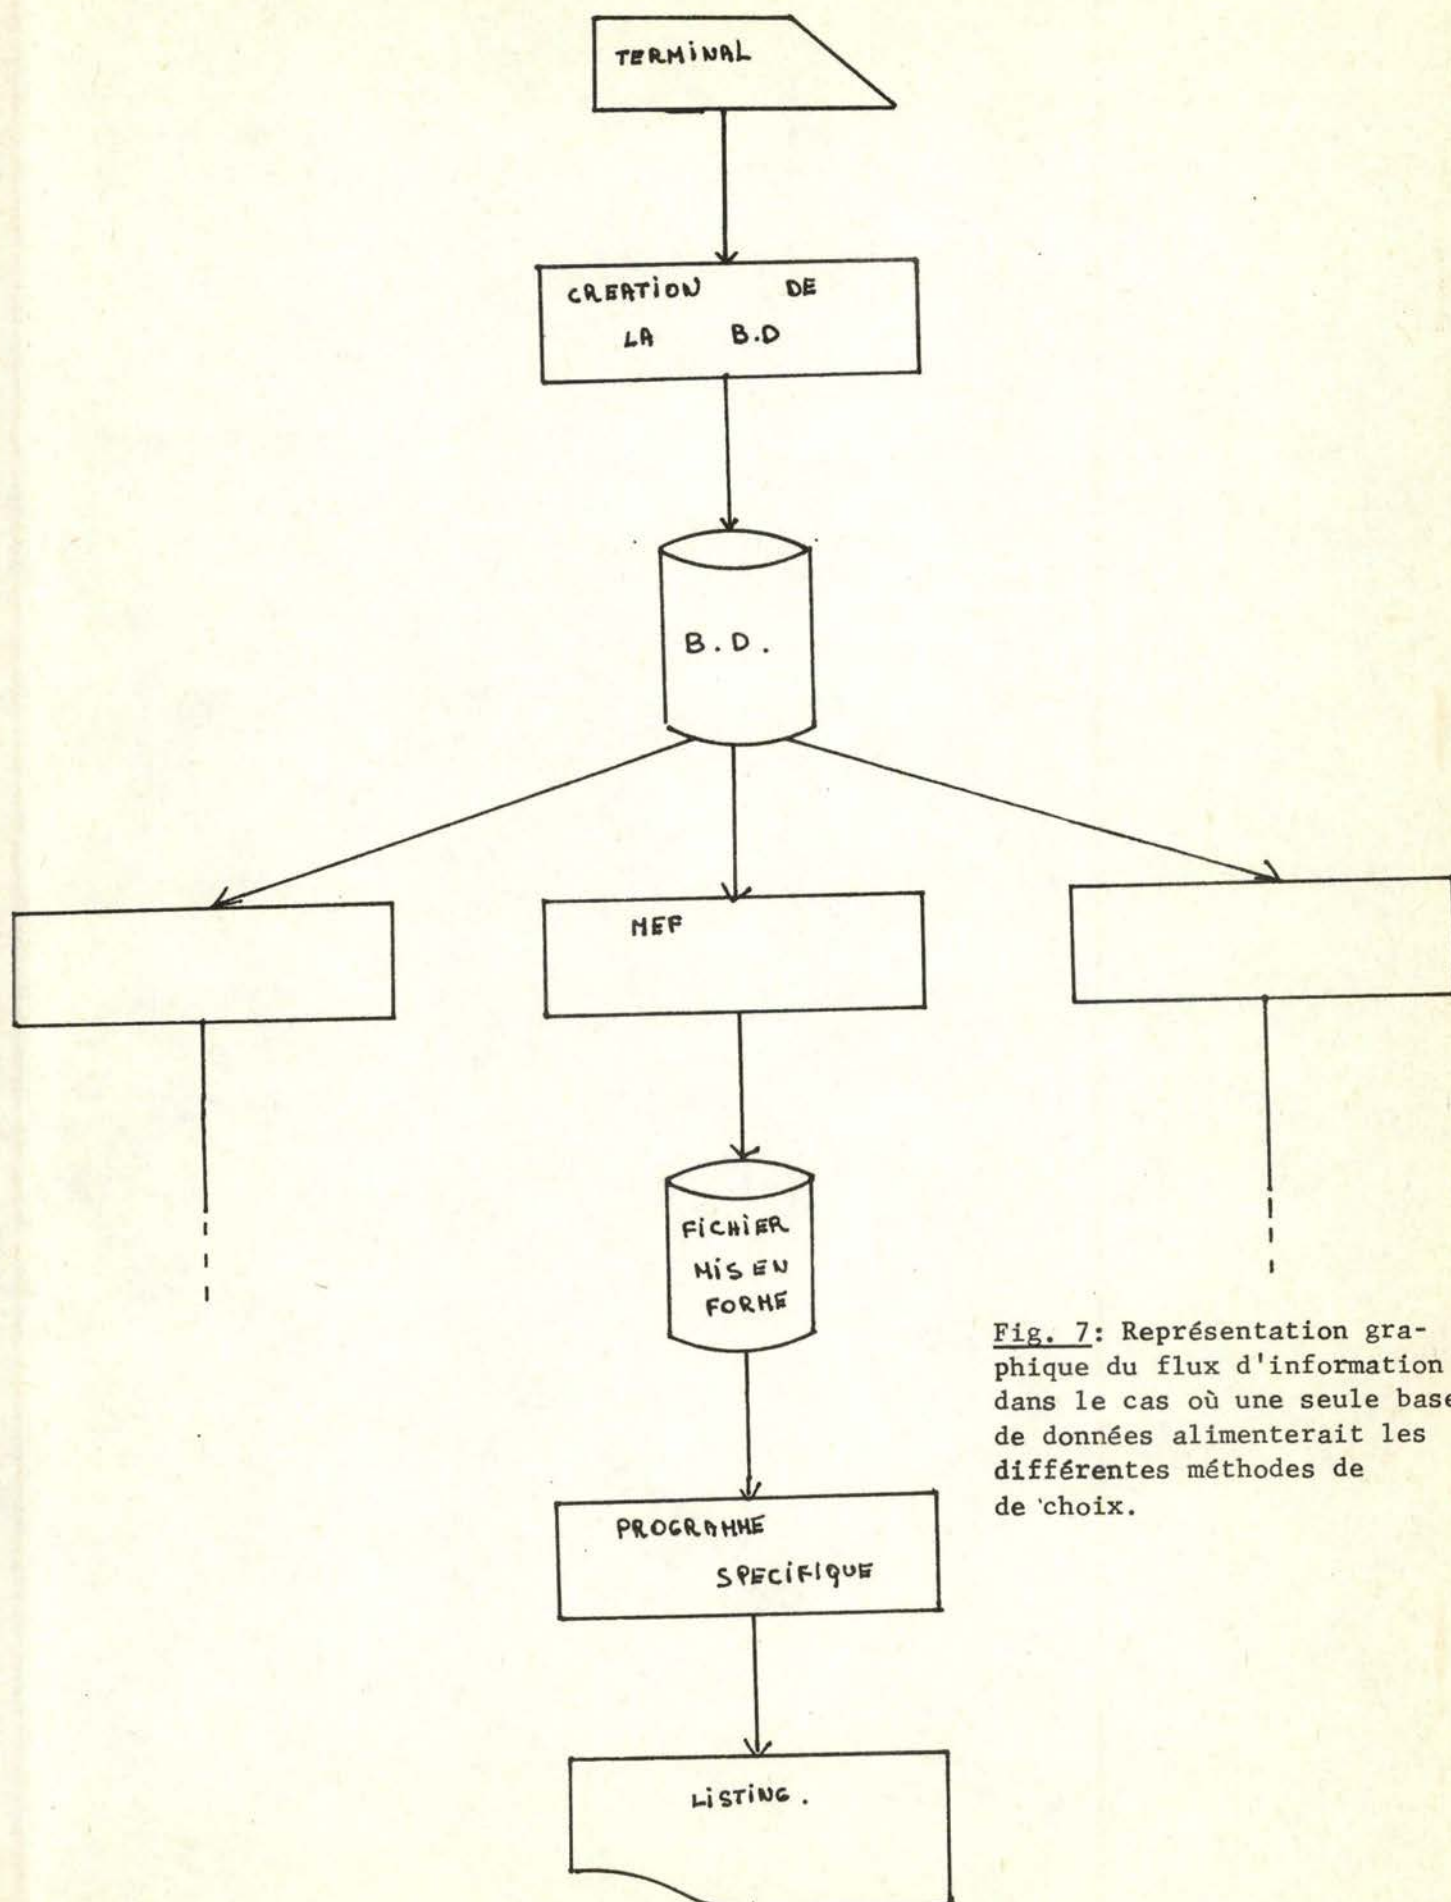 TERMiNAL
CREATiON DE
LA B.D
B.D.
MEF
FiCHiER
MiS EN
FORME
Fig. 7: Représentation gra-
phique du flux d'information
dans le cas où une seule base
de données alimenterait les
différentes méthodes de
de choix.
PROGRAMME
SPECiFiQUE
LiSTiNG.